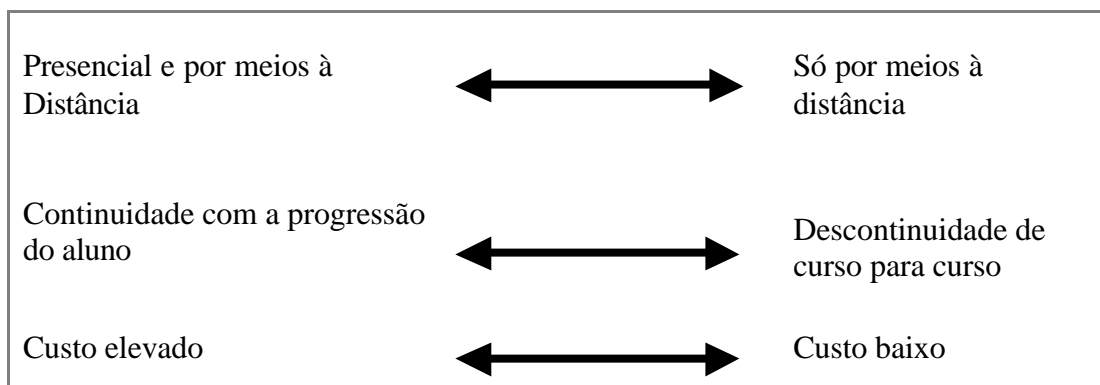 Presencial e por meios à
Distância
Só por meios à
distância
Continuidade com a progressão
do aluno
Descontinuidade de
curso para curso
Custo elevado
Custo baixo